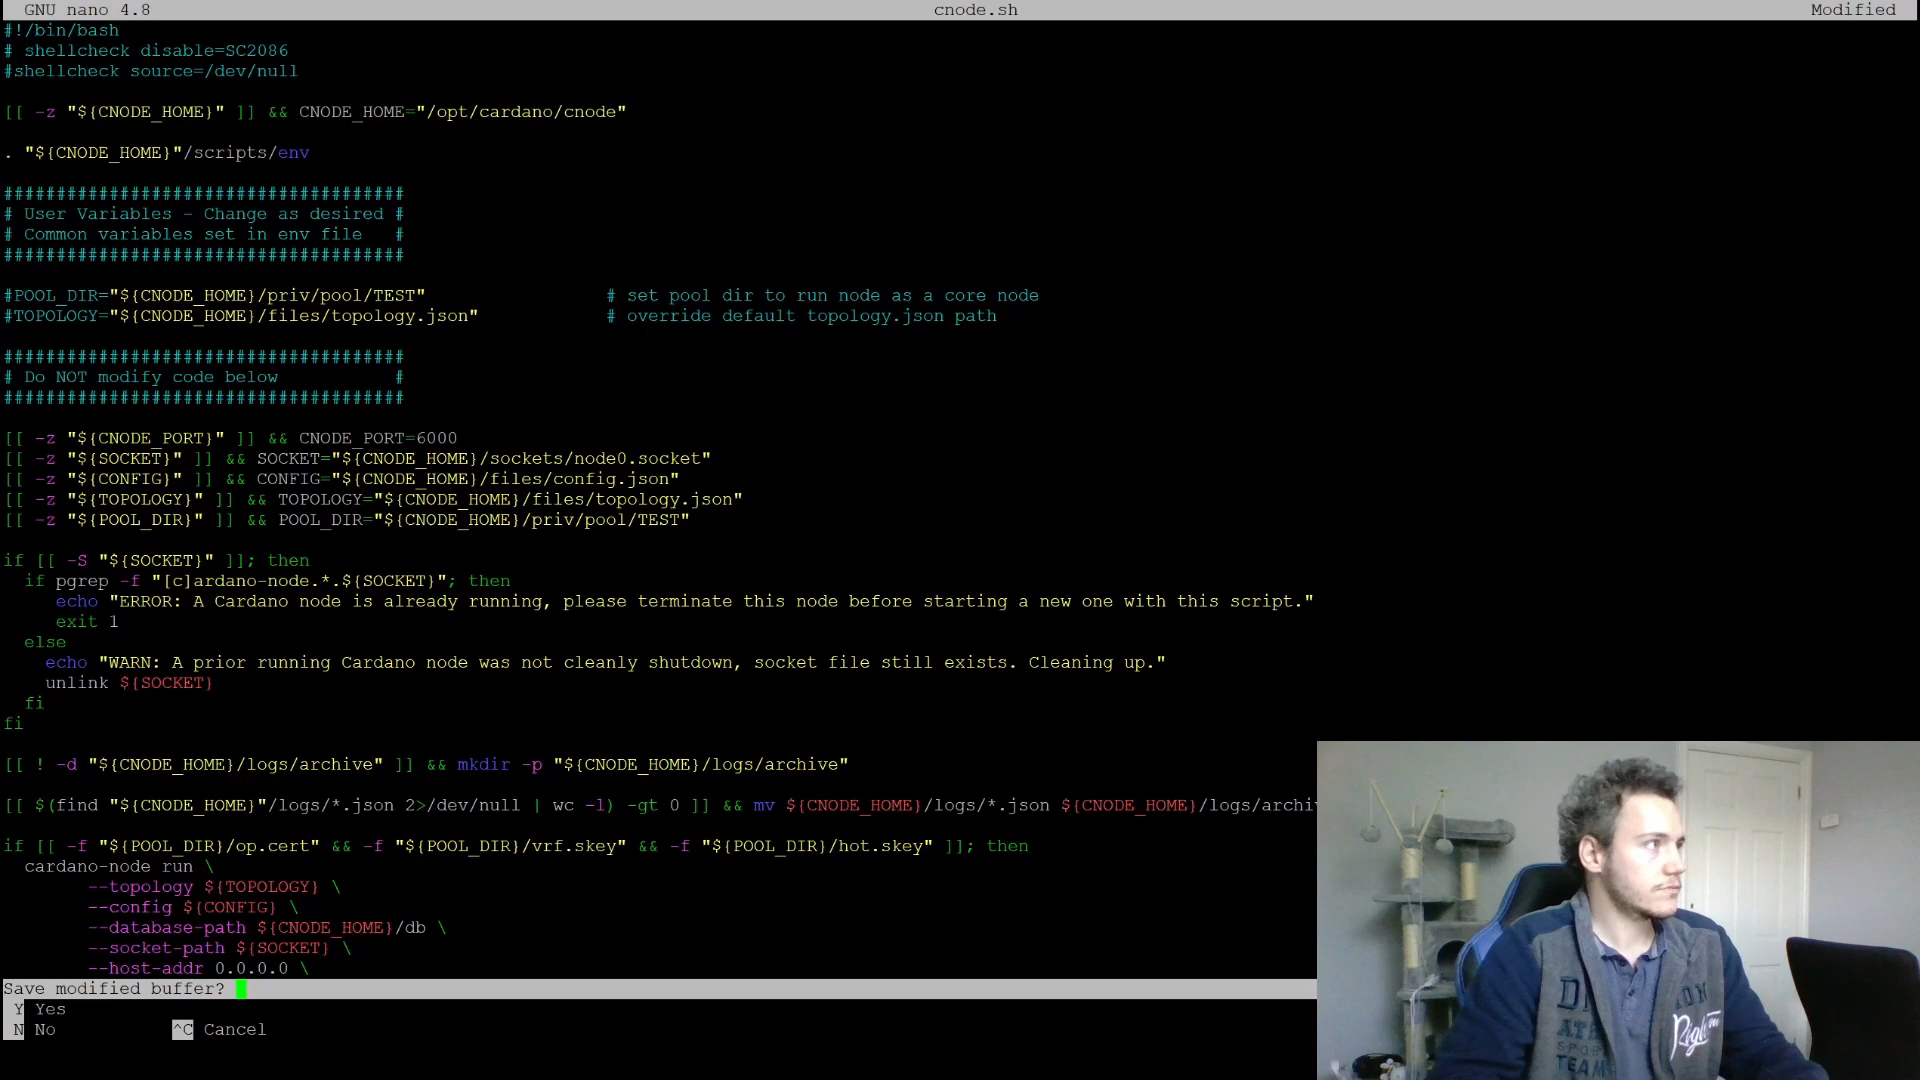 GNU nano 4.8 cnode.sh Modified
#!/bin/bash
# shellcheck disable=SC2086
#shellcheck source=/dev/null
[[ -z "${CNODE_HOME}" ]] && CNODE_HOME="/opt/cardano/cnode"
. "${CNODE_HOME}"/scripts/env
######################################
# User Variables - Change as desired #
# Common variables set in env file   #
######################################
#POOL_DIR="${CNODE_HOME}/priv/pool/TEST"                 # set pool dir to run node as a core node
#TOPOLOGY="${CNODE_HOME}/files/topology.json"            # override default topology.json path
######################################
# Do NOT modify code below           #
######################################
[[ -z "${CNODE_PORT}" ]] && CNODE_PORT=6000
[[ -z "${SOCKET}" ]] && SOCKET="${CNODE_HOME}/sockets/node0.socket"
[[ -z "${CONFIG}" ]] && CONFIG="${CNODE_HOME}/files/config.json"
[[ -z "${TOPOLOGY}" ]] && TOPOLOGY="${CNODE_HOME}/files/topology.json"
[[ -z "${POOL_DIR}" ]] && POOL_DIR="${CNODE_HOME}/priv/pool/TEST"
if [[ -S "${SOCKET}" ]]; then
  if pgrep -f "[c]ardano-node.*.${SOCKET}"; then
     echo "ERROR: A Cardano node is already running, please terminate this node before starting a new one with this script."
     exit 1
  else
    echo "WARN: A prior running Cardano node was not cleanly shutdown, socket file still exists. Cleaning up."
    unlink ${SOCKET}
  fi
fi
[[ ! -d "${CNODE_HOME}/logs/archive" ]] && mkdir -p "${CNODE_HOME}/logs/archive"
[[ $(find "${CNODE_HOME}"/logs/*.json 2>/dev/null | wc -l) -gt 0 ]] && mv ${CNODE_HOME}/logs/*.json ${CNODE_HOME}/logs/archi
if [[ -f "${POOL_DIR}/op.cert" && -f "${POOL_DIR}/vrf.skey" && -f "${POOL_DIR}/hot.skey" ]]; then
  cardano-node run \
        --topology ${TOPOLOGY} \
        --config ${CONFIG} \
        --database-path ${CNODE_HOME}/db \
        --socket-path ${SOCKET} \
        --host-addr 0.0.0.0 \
Save modified buffer?
Y Yes
N No ^C Cancel
SPO
TEAM